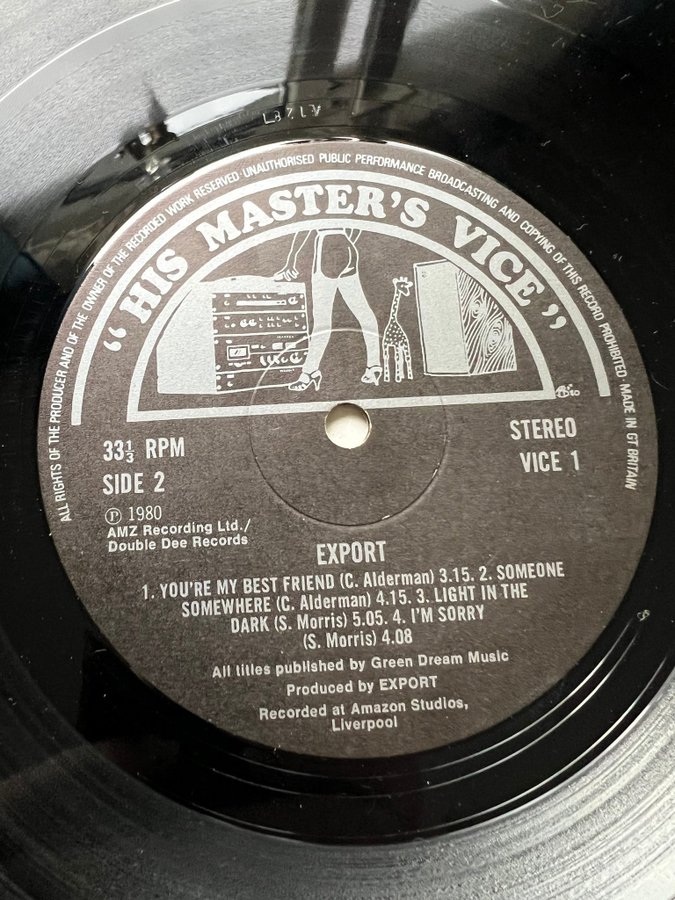 ALL RIGHTS OF THE PRODUCER AND OF THE OWNER OF THE RECORDED WORK RESERVED·UNAUTHORISED PUBLIC PERFORMANCE BROADCASTING AND COPYING OF THIS RECORD PROHIBITED MADE IN GT BRITAIN
“HIS MASTER'S VICE”
33⅓ RPM
SIDE 2
STEREO
VICE 1
℗ 1980
AMZ Recording Ltd./
Double Dee Records
EXPORT
1. YOU'RE MY BEST FRIEND (C. Alderman) 3.15. 2. SOMEONE
SOMEWHERE (C. Alderman) 4.15. 3. LIGHT IN THE
DARK (S. Morris) 5.05. 4. I'M SORRY
(S. Morris) 4.08
All titles published by Green Dream Music
Produced by EXPORT
Recorded at Amazon Studios,
Liverpool